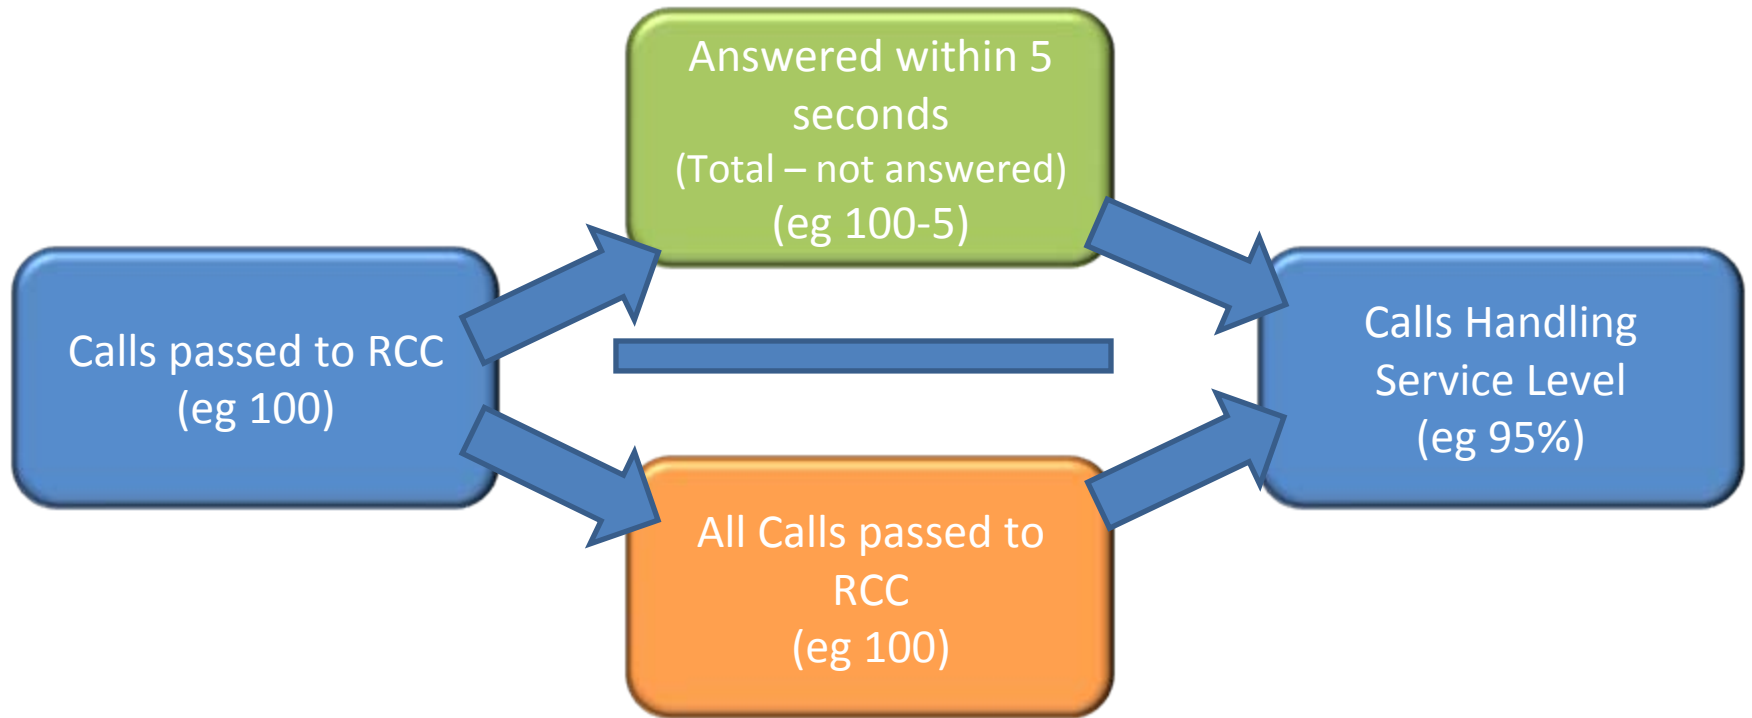 Answered within 5
seconds
(Total – not answered)
(eg 100-5)
Calls passed to RCC
(eg 100)
Calls Handling
Service Level
(eg 95%)
All Calls passed to
RCC
(eg 100)